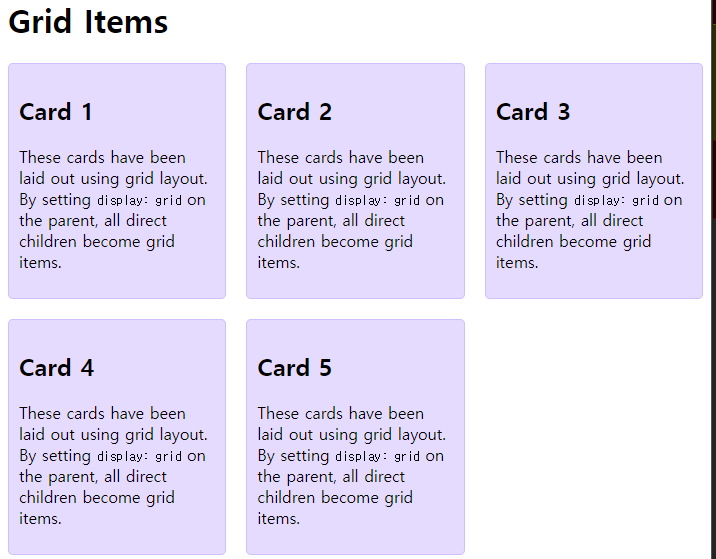 Grid Items
Card 1
These cards have been
laid out using grid layout.
By setting display: grid on
the parent, all direct
children become grid
items.
Card 2
These cards have been
laid out using grid layout.
By setting display: grid on
the parent, all direct
children become grid
items.
Card 3
These cards have been
laid out using grid layout.
By setting display: grid on
the parent, all direct
children become grid
items.
Card 4
These cards have been
laid out using grid layout.
By setting display: grid on
the parent, all direct
children become grid
items.
Card 5
These cards have been
laid out using grid layout.
By setting display: grid on
the parent, all direct
children become grid
items.